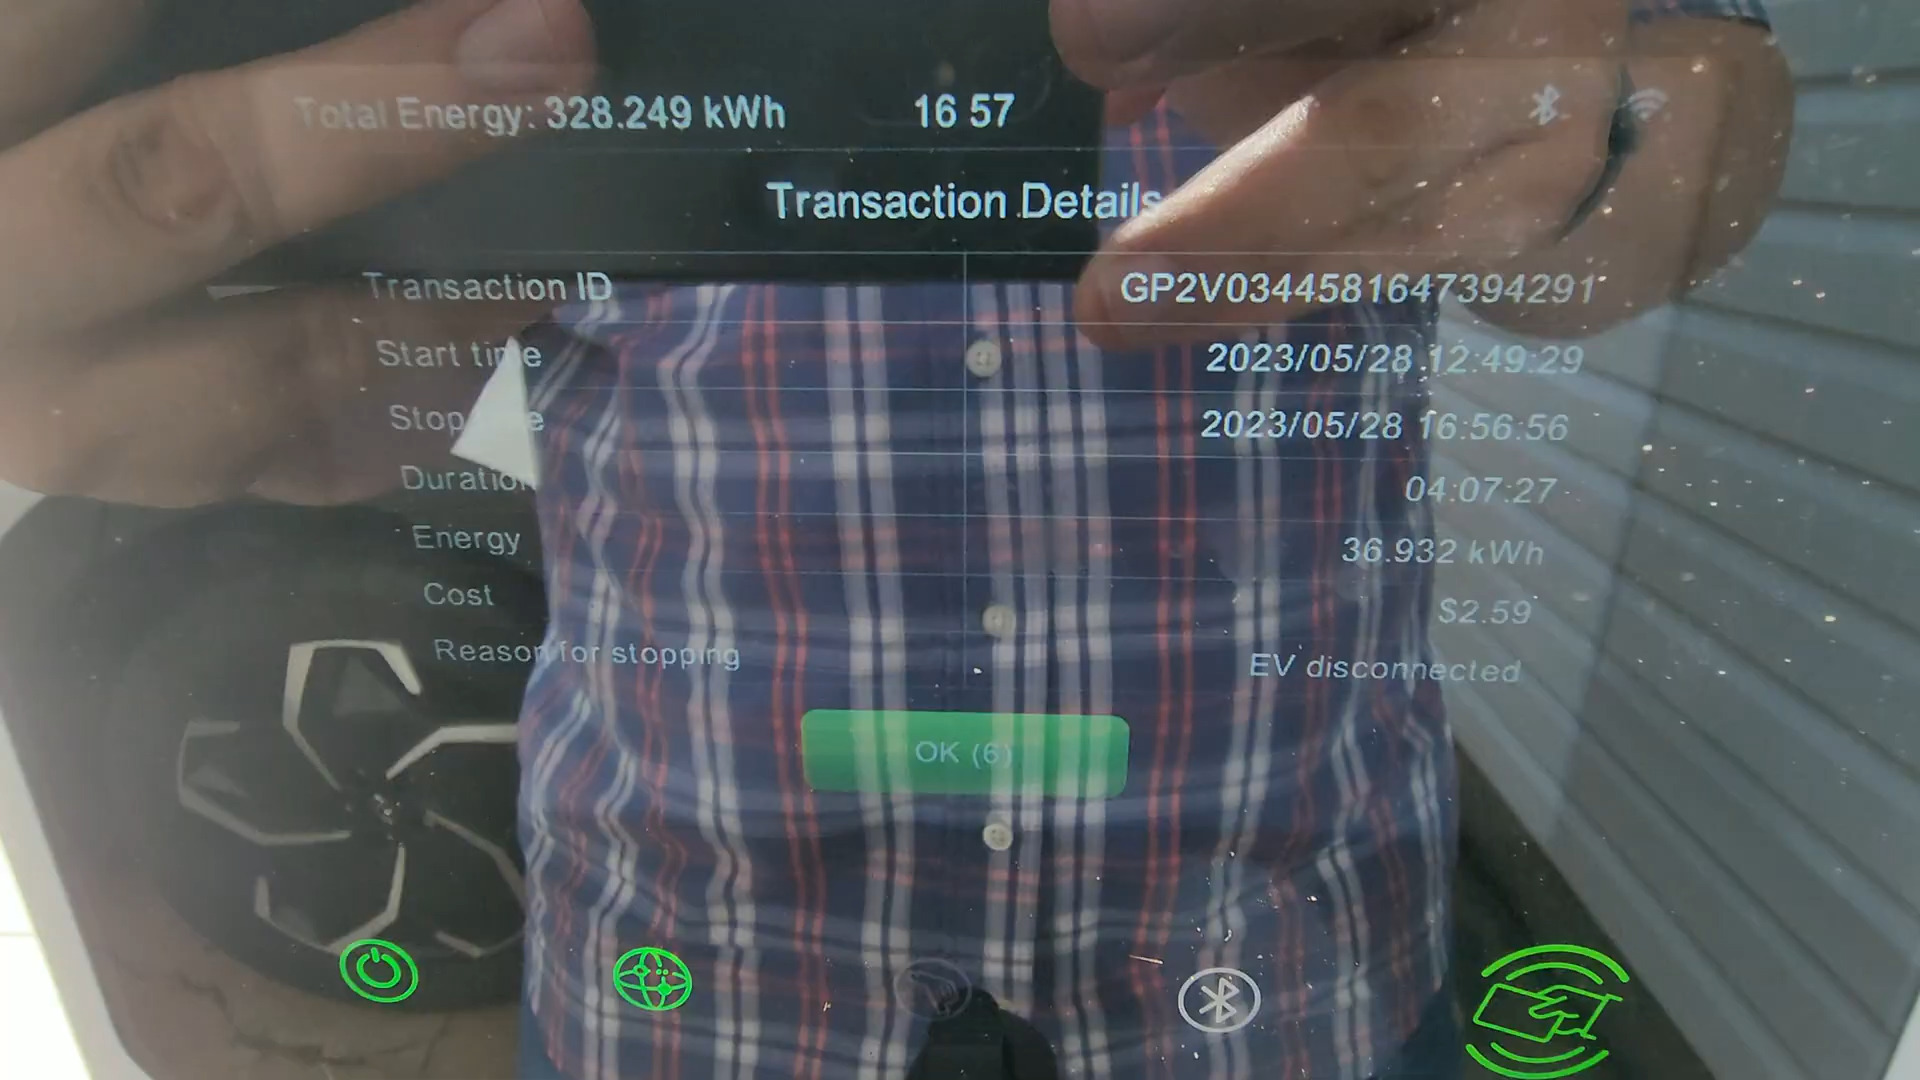 Total Energy: 328.249 kWh 16 57
Transaction Details
Transaction ID GP2V0344581647394291
Start time 2023/05/28 12:49:29
Stop 2023/05/28 16:56:56
Duration 04:07:27
Energy 36.932 kWh
Cost $2.59
Reason for stopping EV disconnected
OK (6)